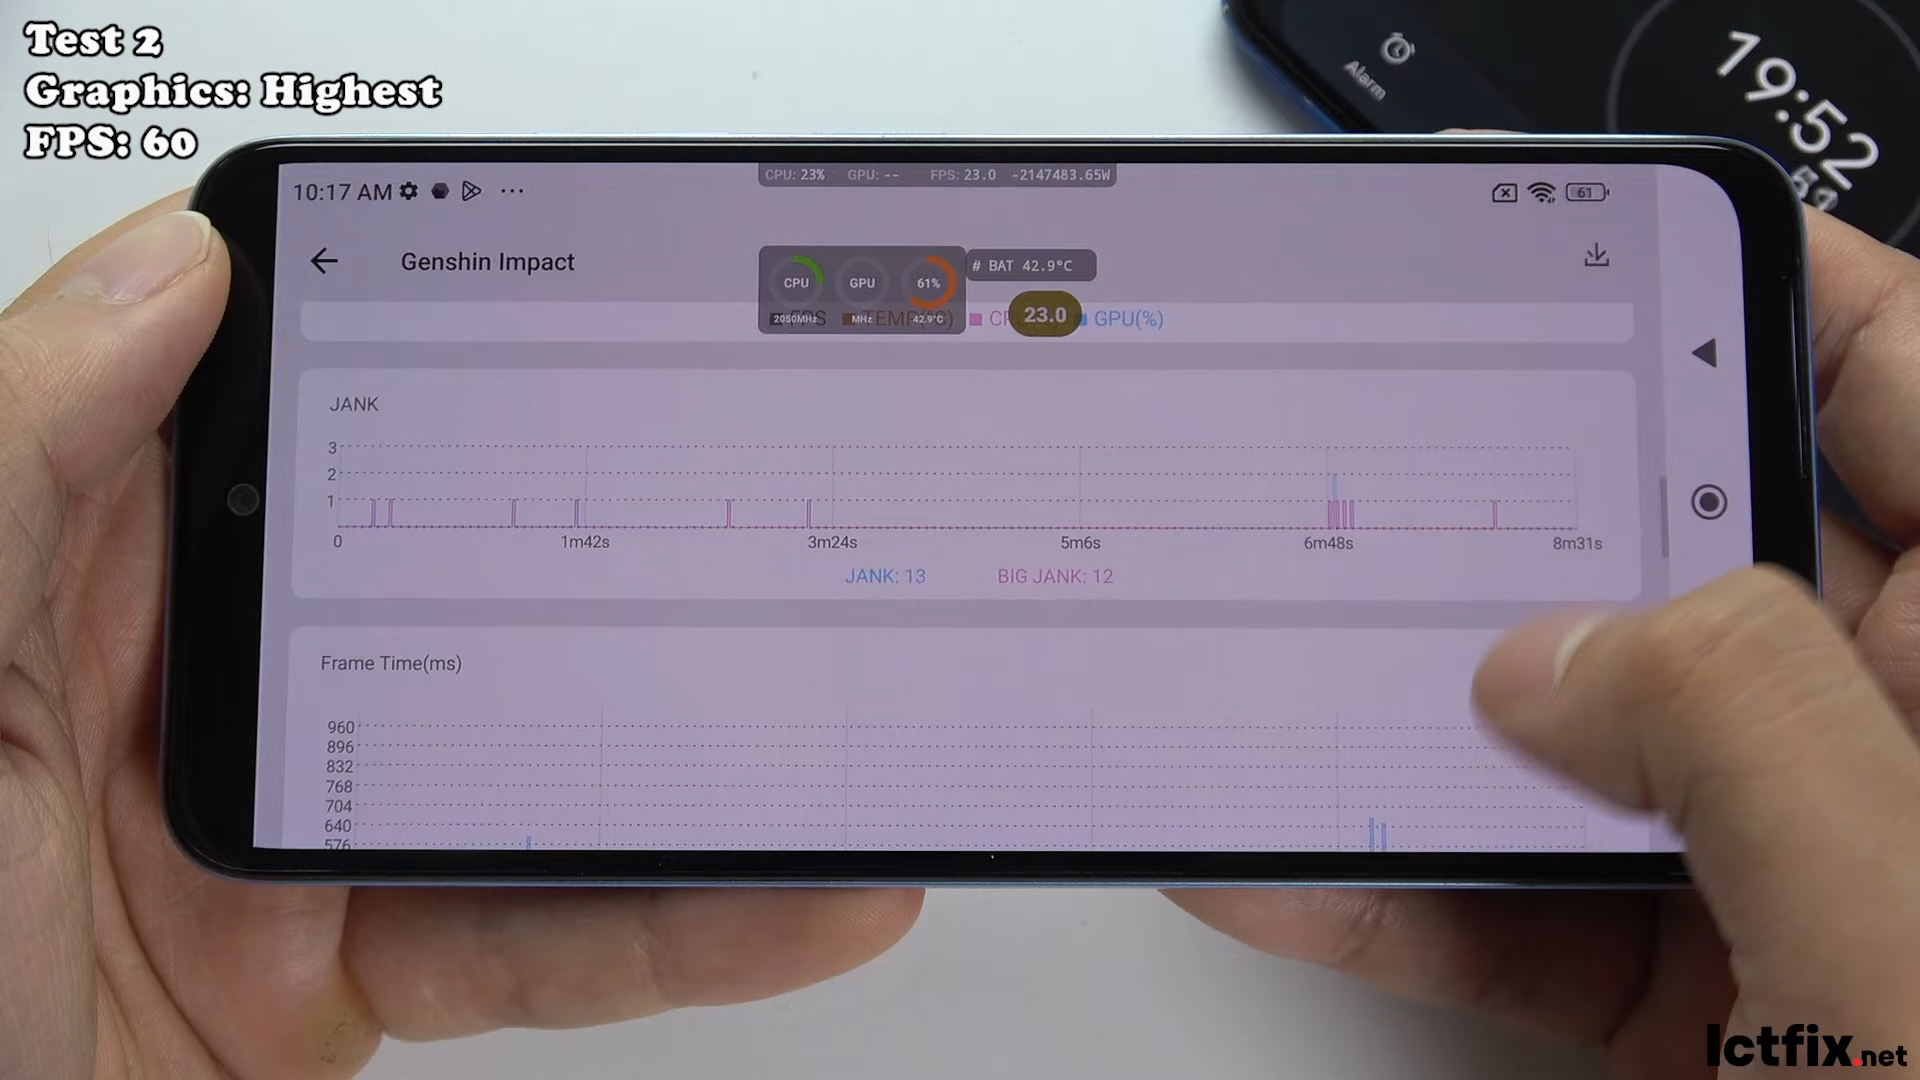 Test 2
Graphics: Highest
FPS: 60
Alarm
19:52
10:17 AM
CPU: 23% GPU: -- FPS: 23.0 -2147483.65W
61
Genshin Impact
CPU GPU 61%
# BAT 42.9°C
2050MHz MHz 42.9°C
23.0
FPS TEMP(°C) GPU(%)
JANK
3
2
1
0 1m42s 3m24s 5m6s 6m48s 8m31s
JANK: 13 BIG JANK: 12
Frame Time(ms)
960
896
832
768
704
640
576
Ictfix.net